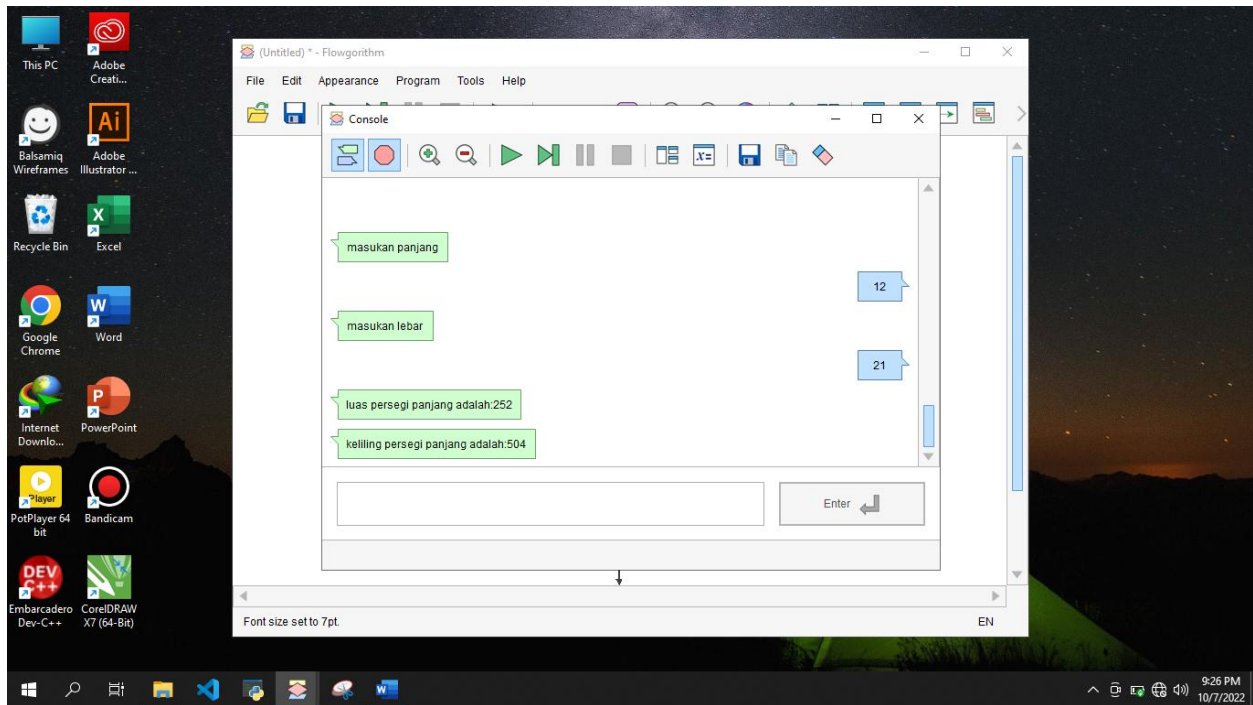 This PC
Adobe
Creati...
Balsamiq
Wireframes
Ai
Adobe
Illustrator ...
Recycle Bin
X
Excel
Google
Chrome
W
Word
Internet
Downlo...
P
PowerPoint
Player
PotPlayer 64
bit
Bandicam
DEV
C++
Embarcadero
Dev-C++
CorelDRAW
X7 (64-Bit)
(Untitled) * - Flowgorithm
File Edit Appearance Program Tools Help
Console
x=
masukan panjang
12
masukan lebar
21
luas persegi panjang adalah:252
keliling persegi panjang adalah:504
Enter
Font size set to 7pt.
EN
W
9:26 PM
10/7/2022